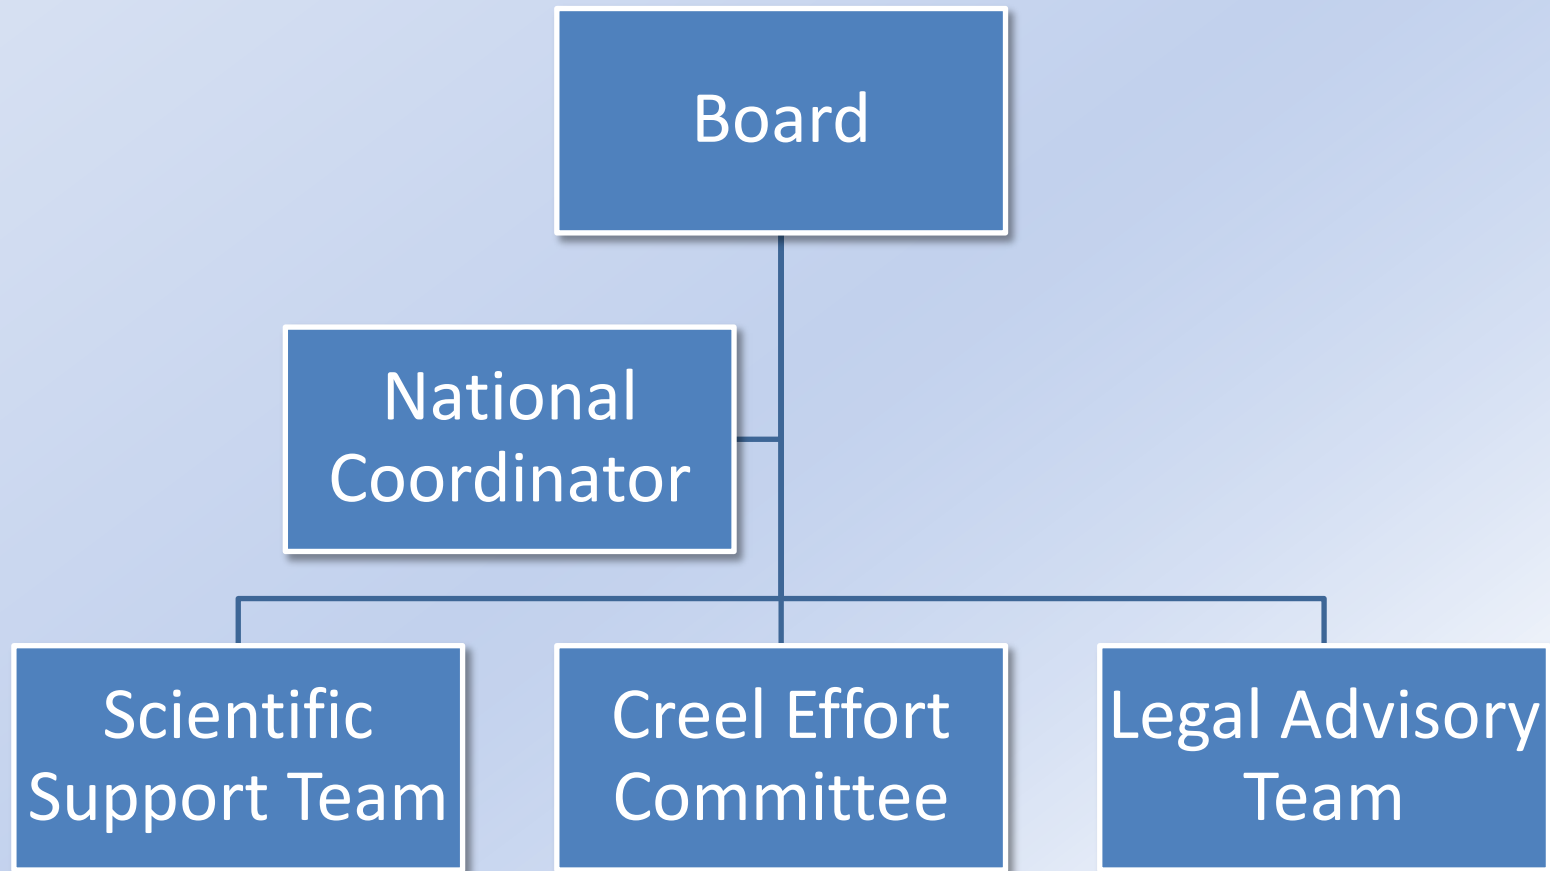 Board
National
Coordinator
Scientific
Support Team
Creel Effort
Committee
Legal Advisory
Team